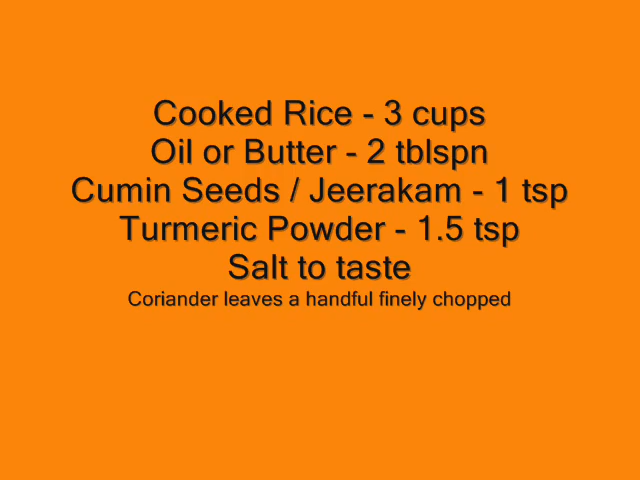 Cooked Rice - 3 cups
Oil or Butter - 2 tblspn
Cumin Seeds / Jeerakam - 1 tsp
Turmeric Powder - 1.5 tsp
Salt to taste
Coriander leaves a handful finely chopped